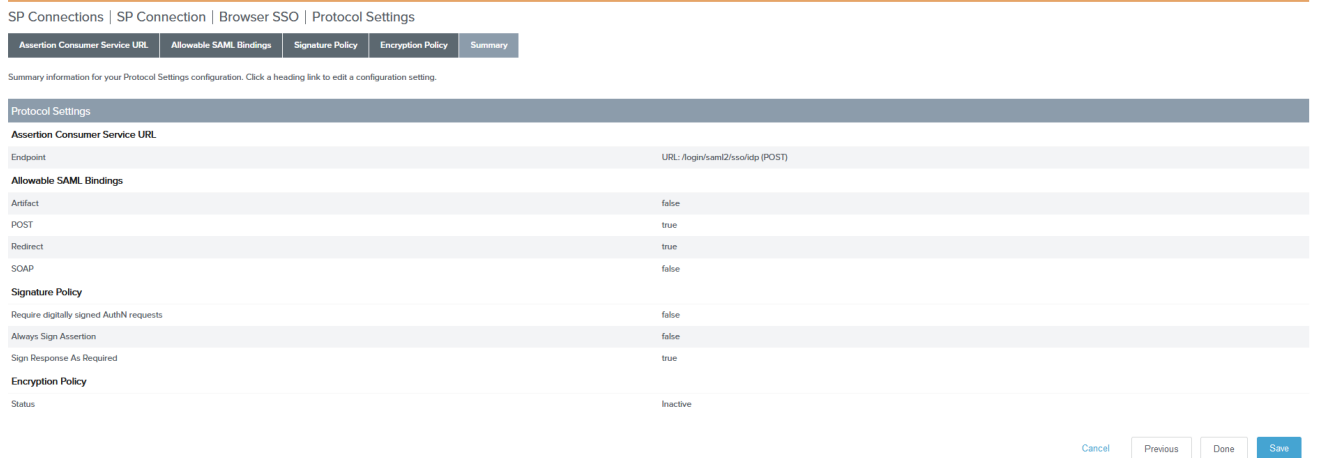 SP Connections | SP Connection | Browser SSO | Protocol Settings
Assertion Consumer Service URL Allowable SAML Bindings Signature Policy Encryption Policy Summary
Summary information for your Protocol Settings configuration. Click a heading link to edit a configuration setting.
Protocol Settings
Assertion Consumer Service URL
Endpoint URL: /login/saml2/sso/idp (POST)
Allowable SAML Bindings
Artifact false
POST true
Redirect true
SOAP false
Signature Policy
Require digitally signed AuthN requests false
Always Sign Assertion false
Sign Response As Required true
Encryption Policy
Status Inactive
Cancel Previous Done Save